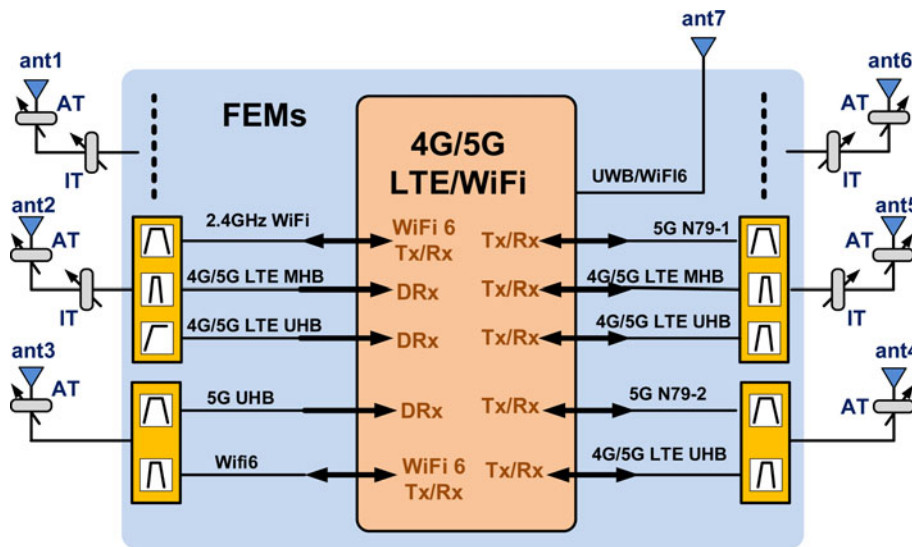 ant7
ant1
ant6
AT
FEMs
AT
4G/5G
LTE/WiFi
IT
UWB/WIFI6
IT
ant2
ant5
AT
2.4GHz WiFi
WiFi 6
Tx/Rx
Tx/Rx
5G N79-1
AT
4G/5G LTE MHB
DRx
Tx/Rx
4G/5G LTE MHB
IT
IT
4G/5G LTE UHB
DRx
Tx/Rx
4G/5G LTE UHB
ant3
ant4
AT
5G UHB
DRx
Tx/Rx
5G N79-2
AT
Wifi6
WiFi 6
Tx/Rx
Tx/Rx
4G/5G LTE UHB